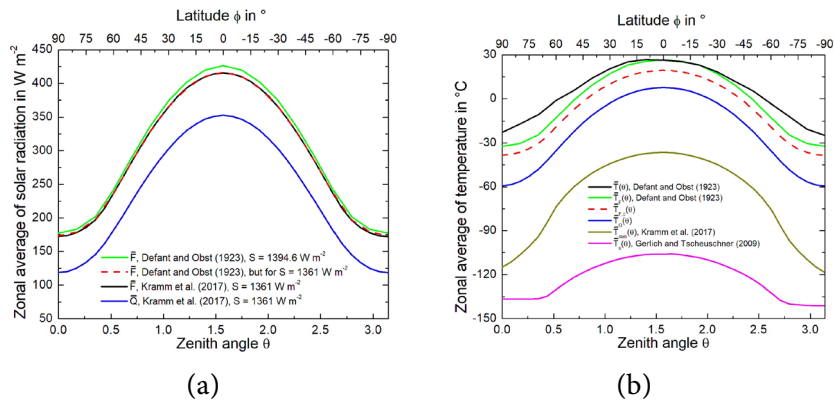 Latitude ϕ in °
90 75 60 45 30 15 0 -15 -30 -45 -60 -75 -90
Zonal average of solar radiation in W m⁻²
450
400
350
300
250
200
150
100
50
F̄, Defant and Obst (1923), S = 1394.6 W m⁻²
F̄, Defant and Obst (1923), but for S = 1361 W m⁻²
F̄, Kramm et al. (2017), S = 1361 W m⁻²
Q̄, Kramm et al. (2017), S = 1361 W m⁻²
0.0 0.5 1.0 1.5 2.0 2.5 3.0
Zenith angle θ
(a)
Latitude ϕ in °
90 75 60 45 30 15 0 -15 -30 -45 -60 -75 -90
Zonal average of temperature in °C
30
0
-30
-60
-90
-120
-150
T̄(θ), Defant and Obst (1923)
(θ), Defant and Obst (1923)
(θ)
(θ)
(θ), Kramm et al. (2017)
(θ), Gerlich and Tscheuschner (2009)
0.0 0.5 1.0 1.5 2.0 2.5 3.0
Zenith angle θ
(b)